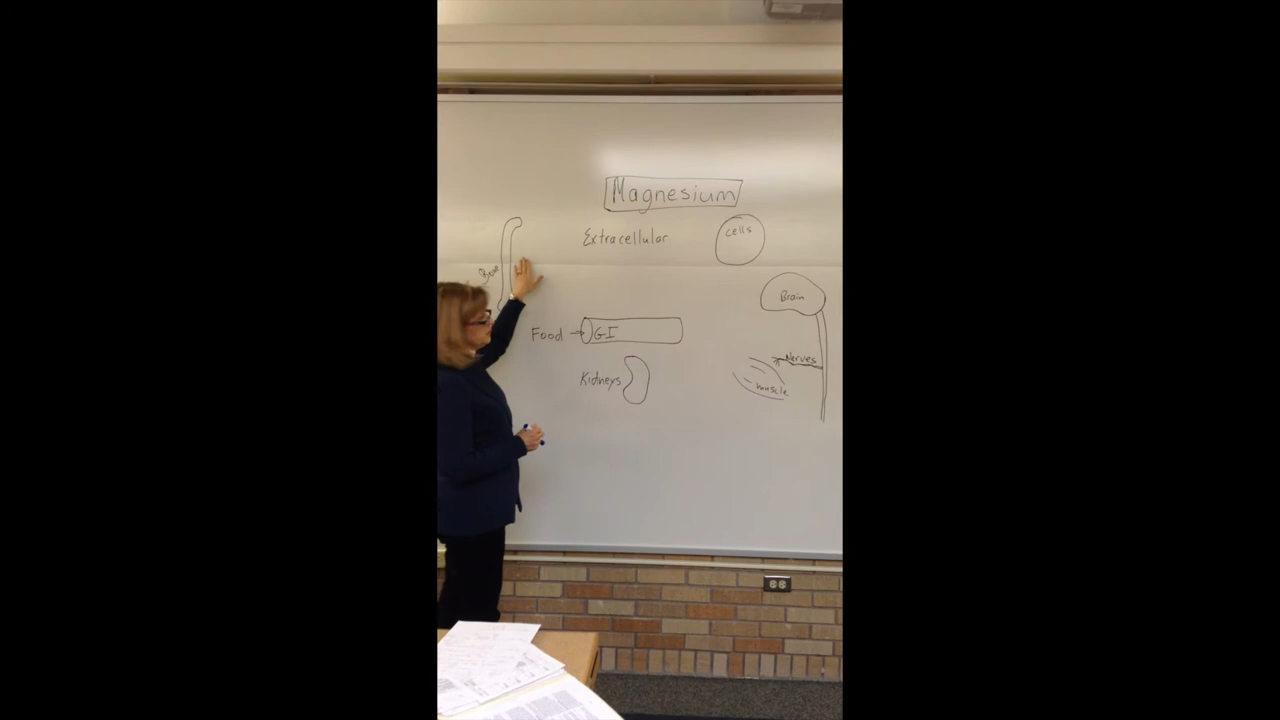 Magnesium
Extracellular
cells
Bone
Brain
Food → GI
Nerves
Kidneys
muscle